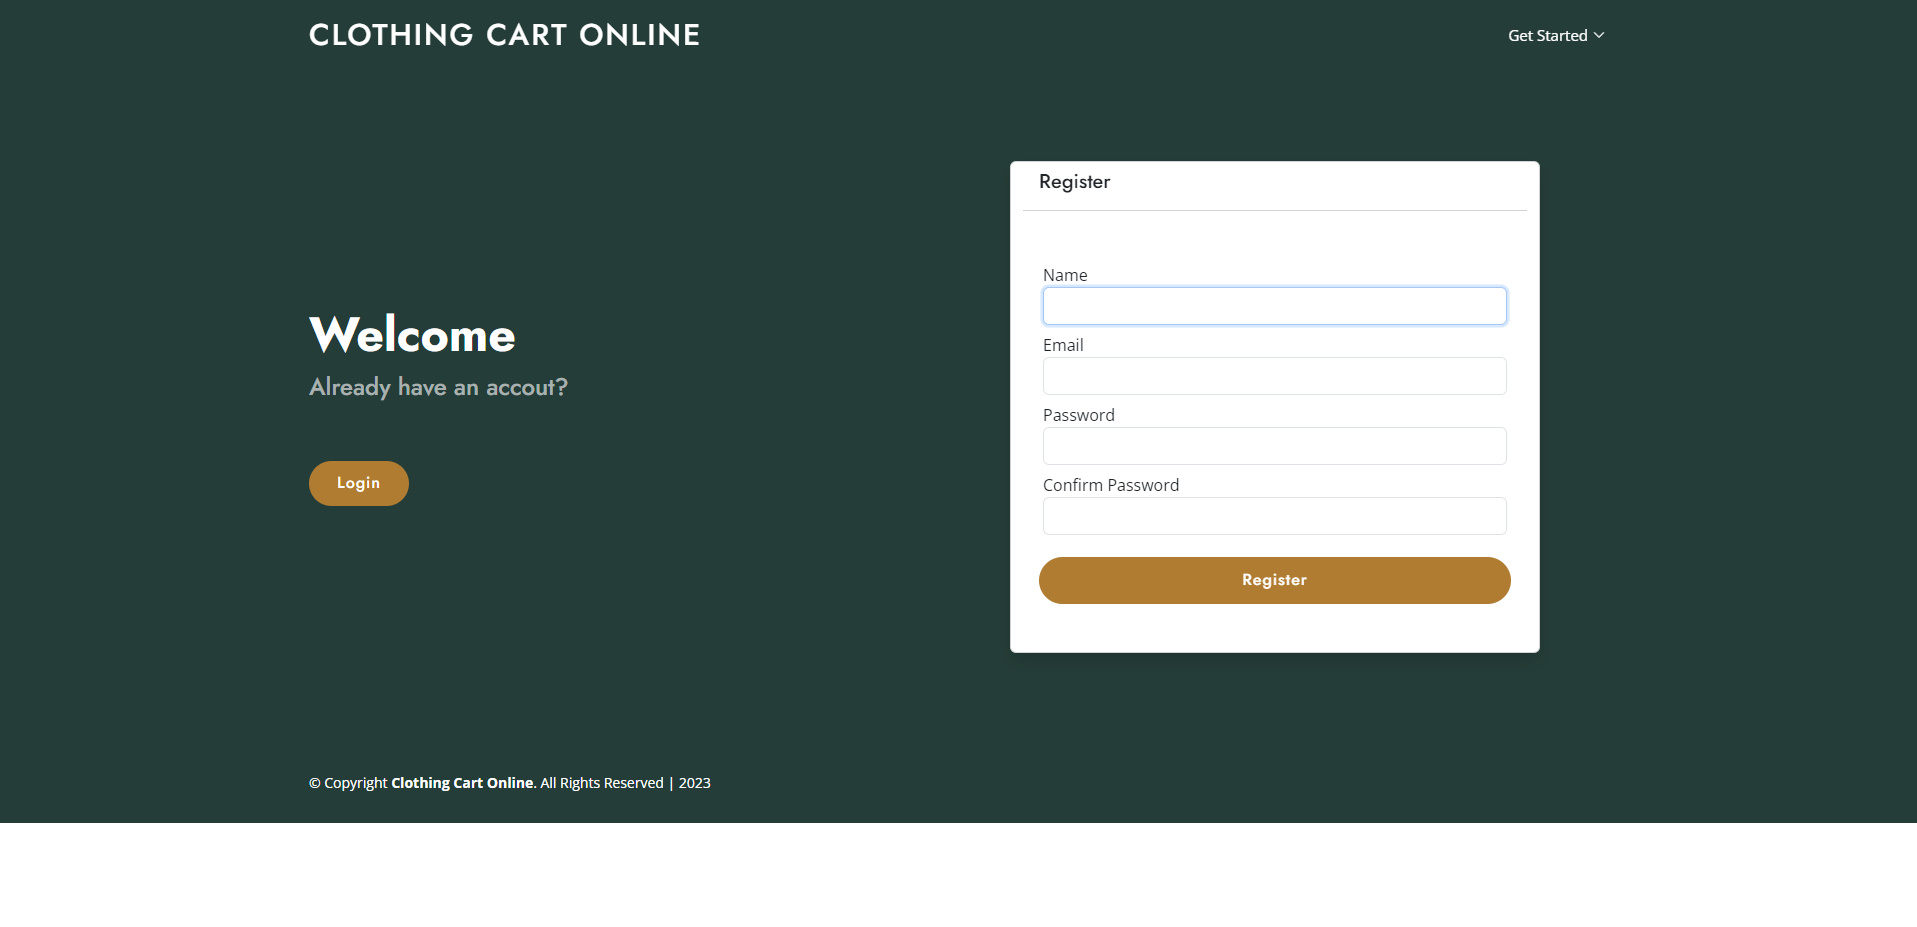 CLOTHING CART ONLINE
Get Started
Welcome
Already have an accout?
Login
Register
Name
Email
Password
Confirm Password
Register
© Copyright Clothing Cart Online. All Rights Reserved | 2023